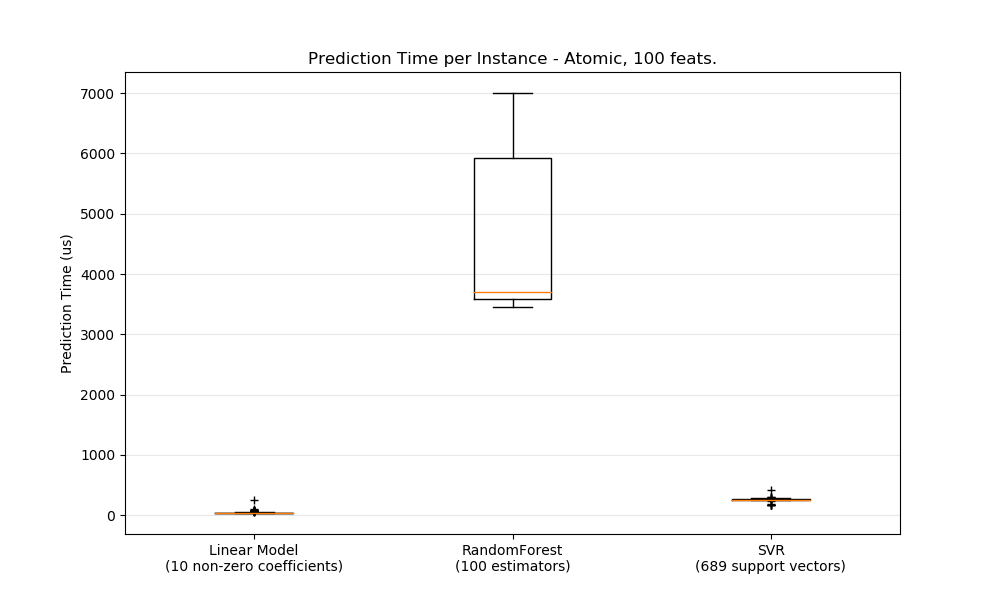 Prediction Time per Instance - Atomic, 100 feats.
Prediction Time (us)
7000
6000
5000
4000
3000
2000
1000
0
Linear Model
(10 non-zero coefficients)
RandomForest
(100 estimators)
SVR
(689 support vectors)